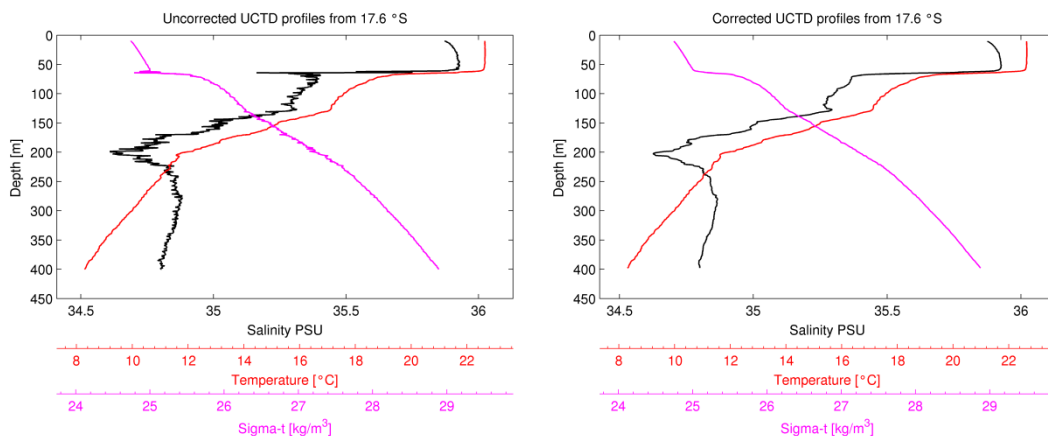 Uncorrected UCTD profiles from 17.6 °S
0
50
100
150
200
250
300
350
400
450
Depth [m]
34.5 35 35.5 36
Salinity PSU
8 10 12 14 16 18 20 22
Temperature [°C]
24 25 26 27 28 29
Sigma-t [kg/m³]
Corrected UCTD profiles from 17.6 °S
0
50
100
150
200
250
300
350
400
450
Depth [m]
34.5 35 35.5 36
Salinity PSU
8 10 12 14 16 18 20 22
Temperature [°C]
24 25 26 27 28 29
Sigma-t [kg/m³]